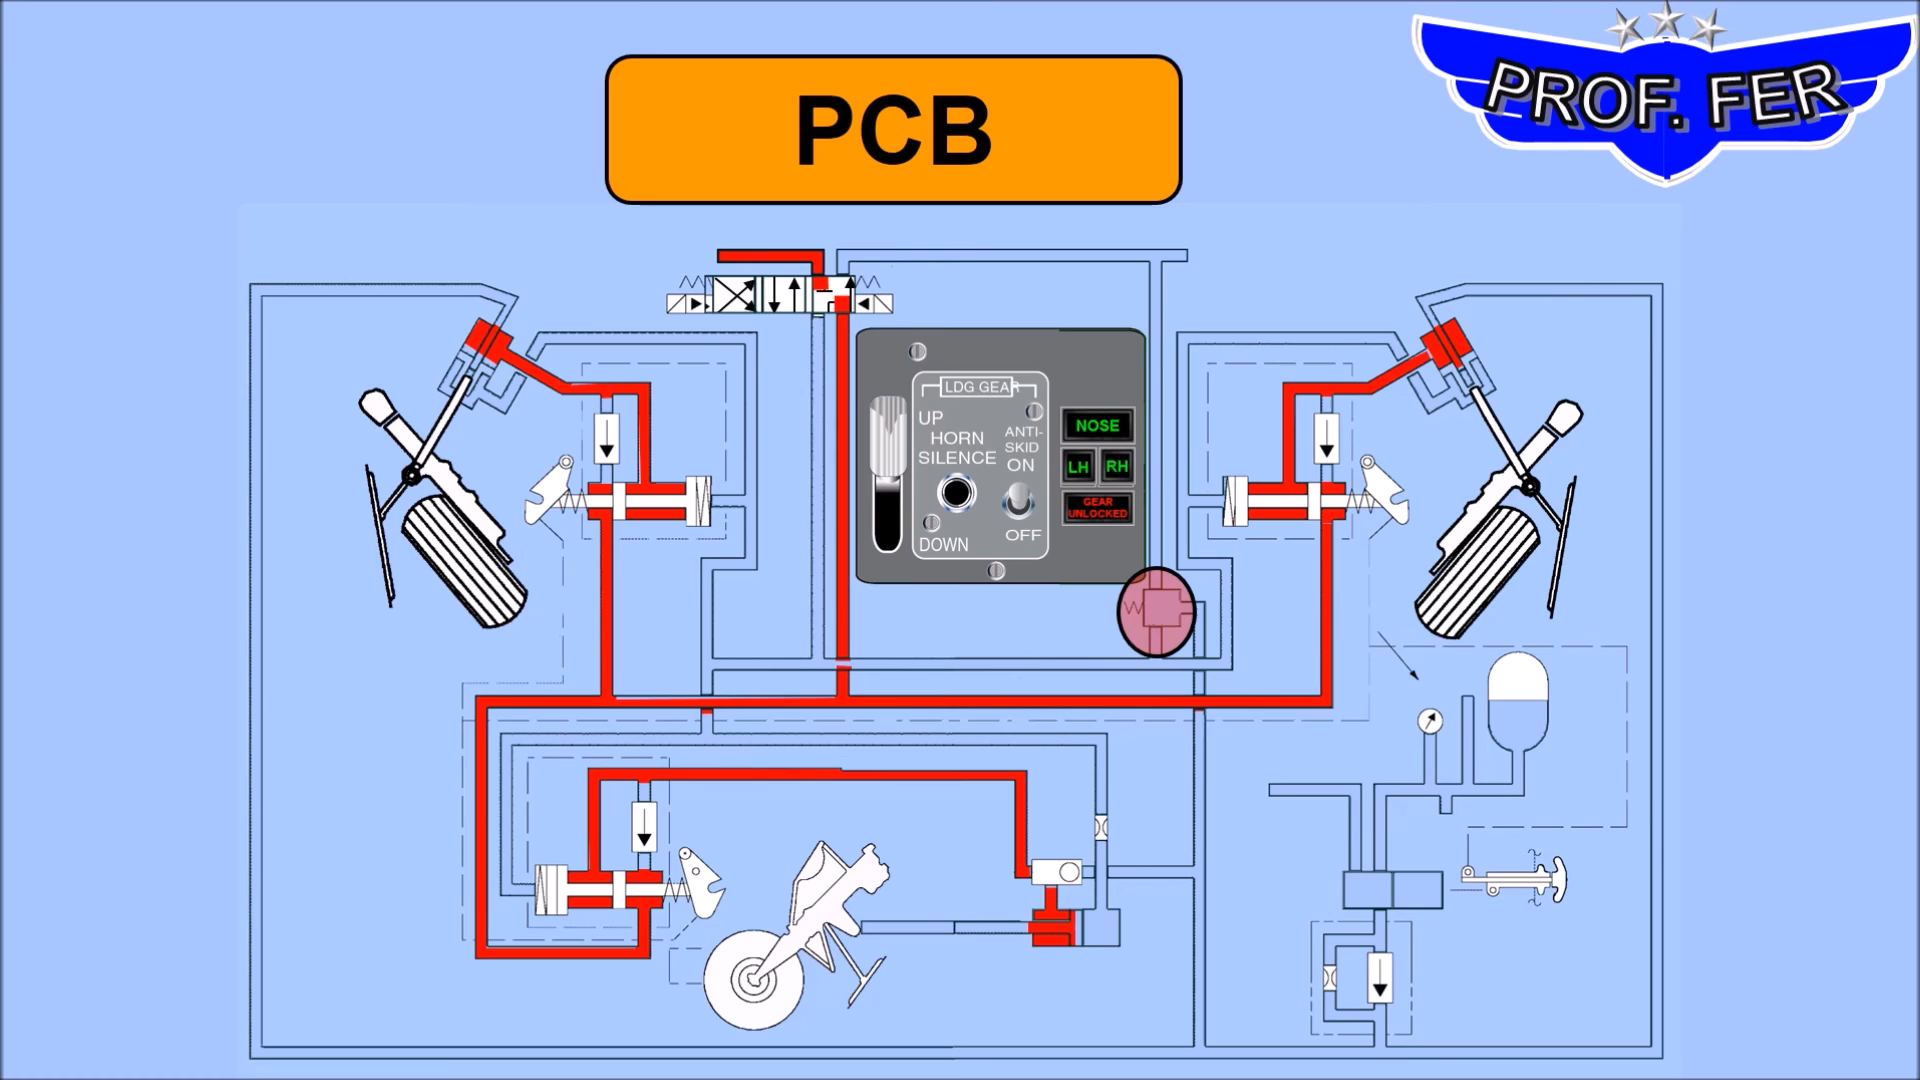 PROF. FER
PCB
LDG GEAR
UP
HORN
SILENCE
DOWN
ANTI-
SKID
ON
OFF
NOSE
LH
RH
GEAR
UNLOCKED